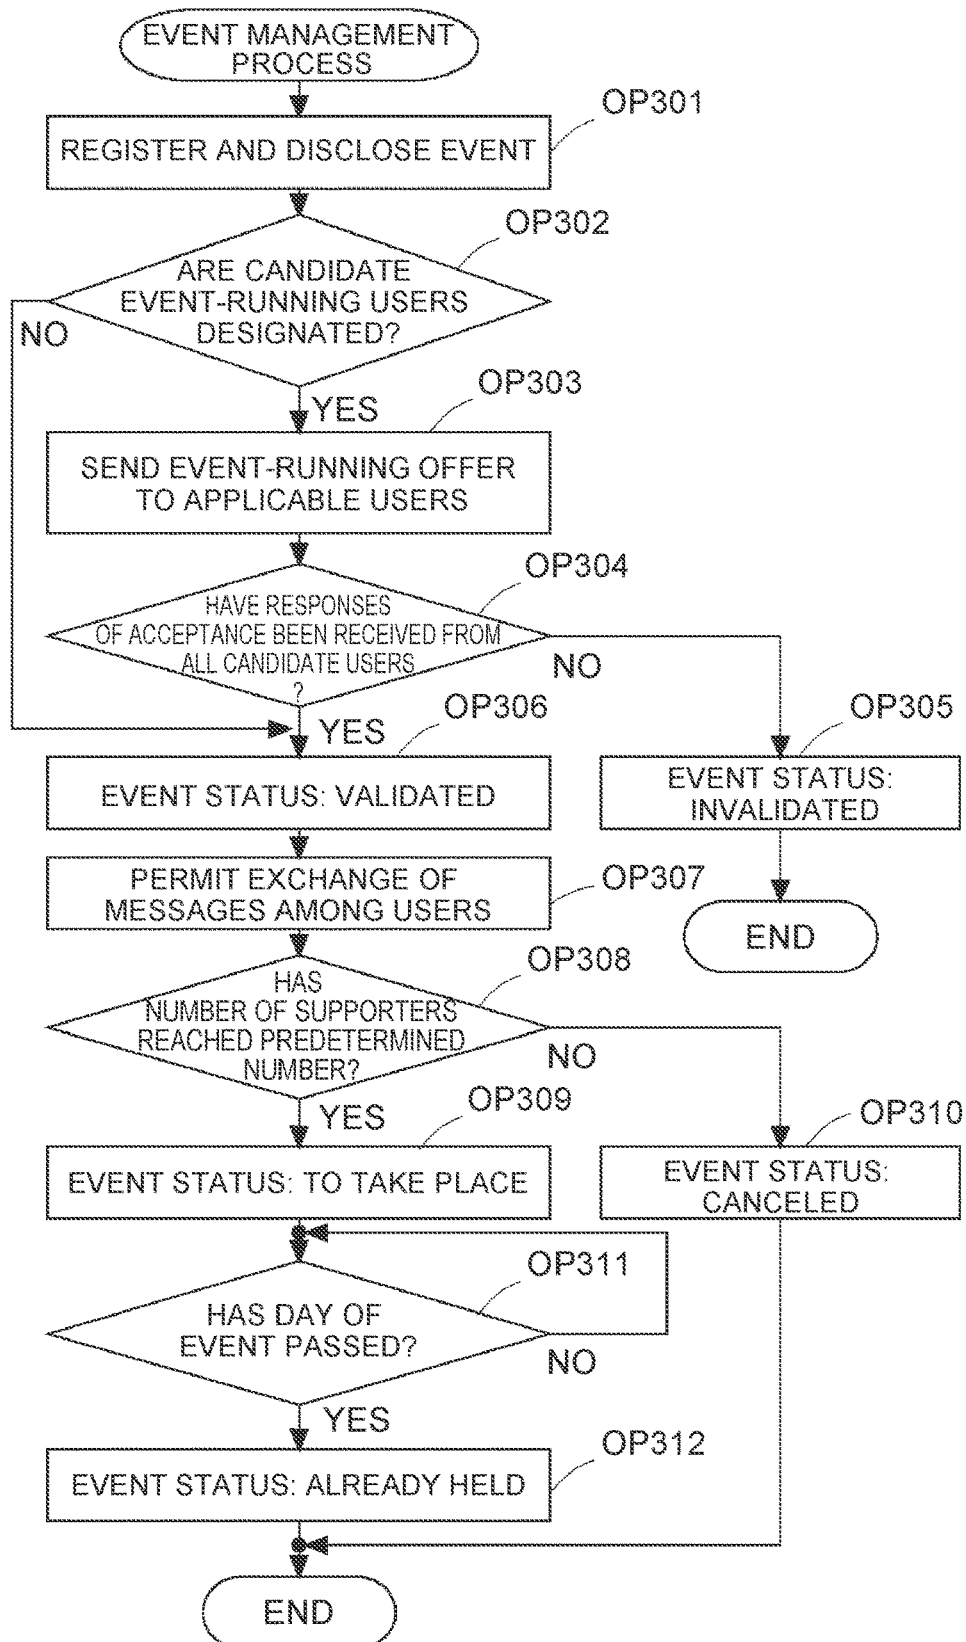 EVENT MANAGEMENT
PROCESS
OP301
REGISTER AND DISCLOSE EVENT
OP302
ARE CANDIDATE
EVENT-RUNNING USERS
DESIGNATED?
NO
OP303
YES
SEND EVENT-RUNNING OFFER
TO APPLICABLE USERS
OP304
HAVE RESPONSES
OF ACCEPTANCE BEEN RECEIVED FROM
ALL CANDIDATE USERS
?
NO
OP306
YES
OP305
EVENT STATUS: VALIDATED
EVENT STATUS:
INVALIDATED
PERMIT EXCHANGE OF
MESSAGES AMONG USERS
OP307
END
OP308
HAS
NUMBER OF SUPPORTERS
REACHED PREDETERMINED
NUMBER?
NO
OP309
YES
OP310
EVENT STATUS: TO TAKE PLACE
EVENT STATUS:
CANCELED
OP311
HAS DAY OF
EVENT PASSED?
NO
YES
OP312
EVENT STATUS: ALREADY HELD
END